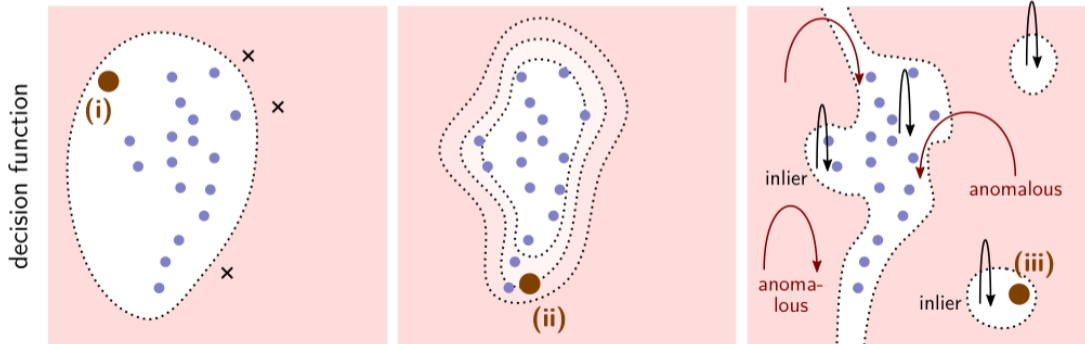 decision function
(i)
(ii)
inlier
anomalous
anoma-
lous
inlier
(iii)